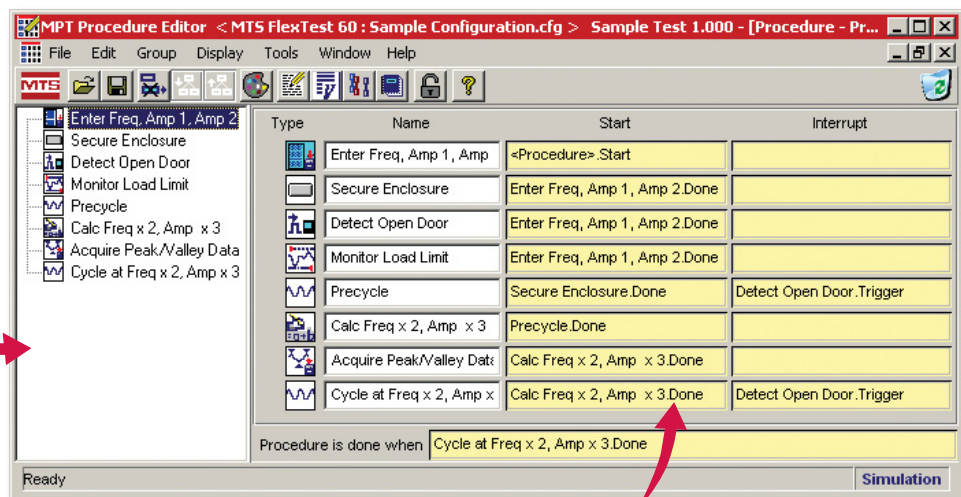 MPT Procedure Editor < MTS FlexTest 60 : Sample Configuration.cfg > Sample Test 1.000 - [Procedure - Pr...
File Edit Group Display Tools Window Help
MTS
Enter Freq, Amp 1, Amp 2
Secure Enclosure
Detect Open Door
Monitor Load Limit
Precycle
Calc Freq x 2, Amp x 3
Acquire Peak/Valley Data
Cycle at Freq x 2, Amp x 3
Type Name Start Interrupt
Enter Freq, Amp 1, Amp <Procedure>.Start
Secure Enclosure Enter Freq, Amp 1, Amp 2.Done
Detect Open Door Enter Freq, Amp 1, Amp 2.Done
Monitor Load Limit Enter Freq, Amp 1, Amp 2.Done
Precycle Secure Enclosure.Done Detect Open Door.Trigger
Calc Freq x 2, Amp x 3 Precycle.Done
Acquire Peak/Valley Data Calc Freq x 2, Amp x 3.Done
Cycle at Freq x 2, Amp x Calc Freq x 2, Amp x 3.Done Detect Open Door.Trigger
Procedure is done when Cycle at Freq x 2, Amp x 3.Done
Ready Simulation